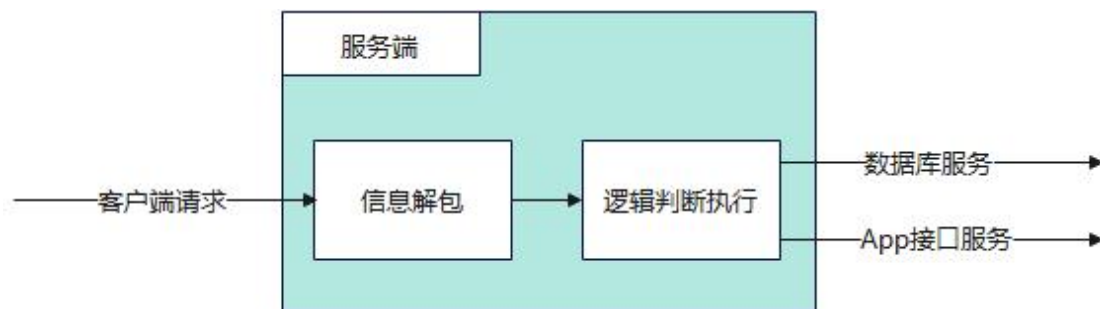 服务端
客户端请求
信息解包
逻辑判断执行
数据库服务
App接口服务